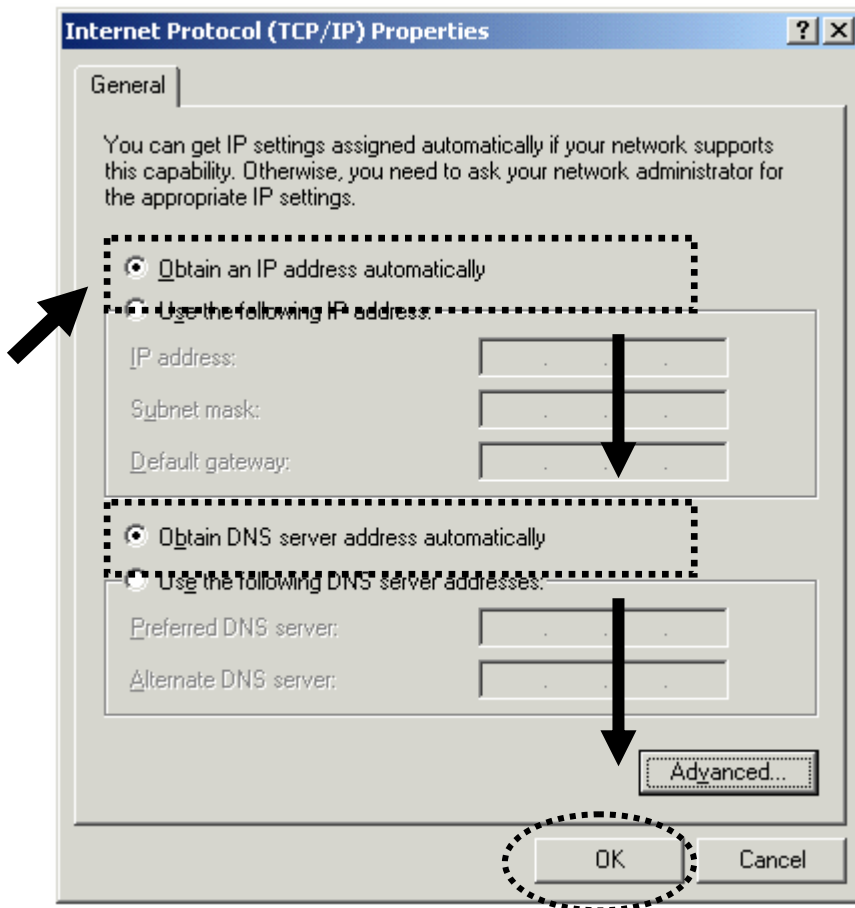 Internet Protocol (TCP/IP) Properties
General
You can get IP settings assigned automatically if your network supports
this capability. Otherwise, you need to ask your network administrator for
the appropriate IP settings.
Obtain an IP address automatically
Use the following IP address:
IP address:
Subnet mask:
Default gateway:
Obtain DNS server address automatically
Use the following DNS server addresses:
Preferred DNS server:
Alternate DNS server:
Advanced...
OK Cancel